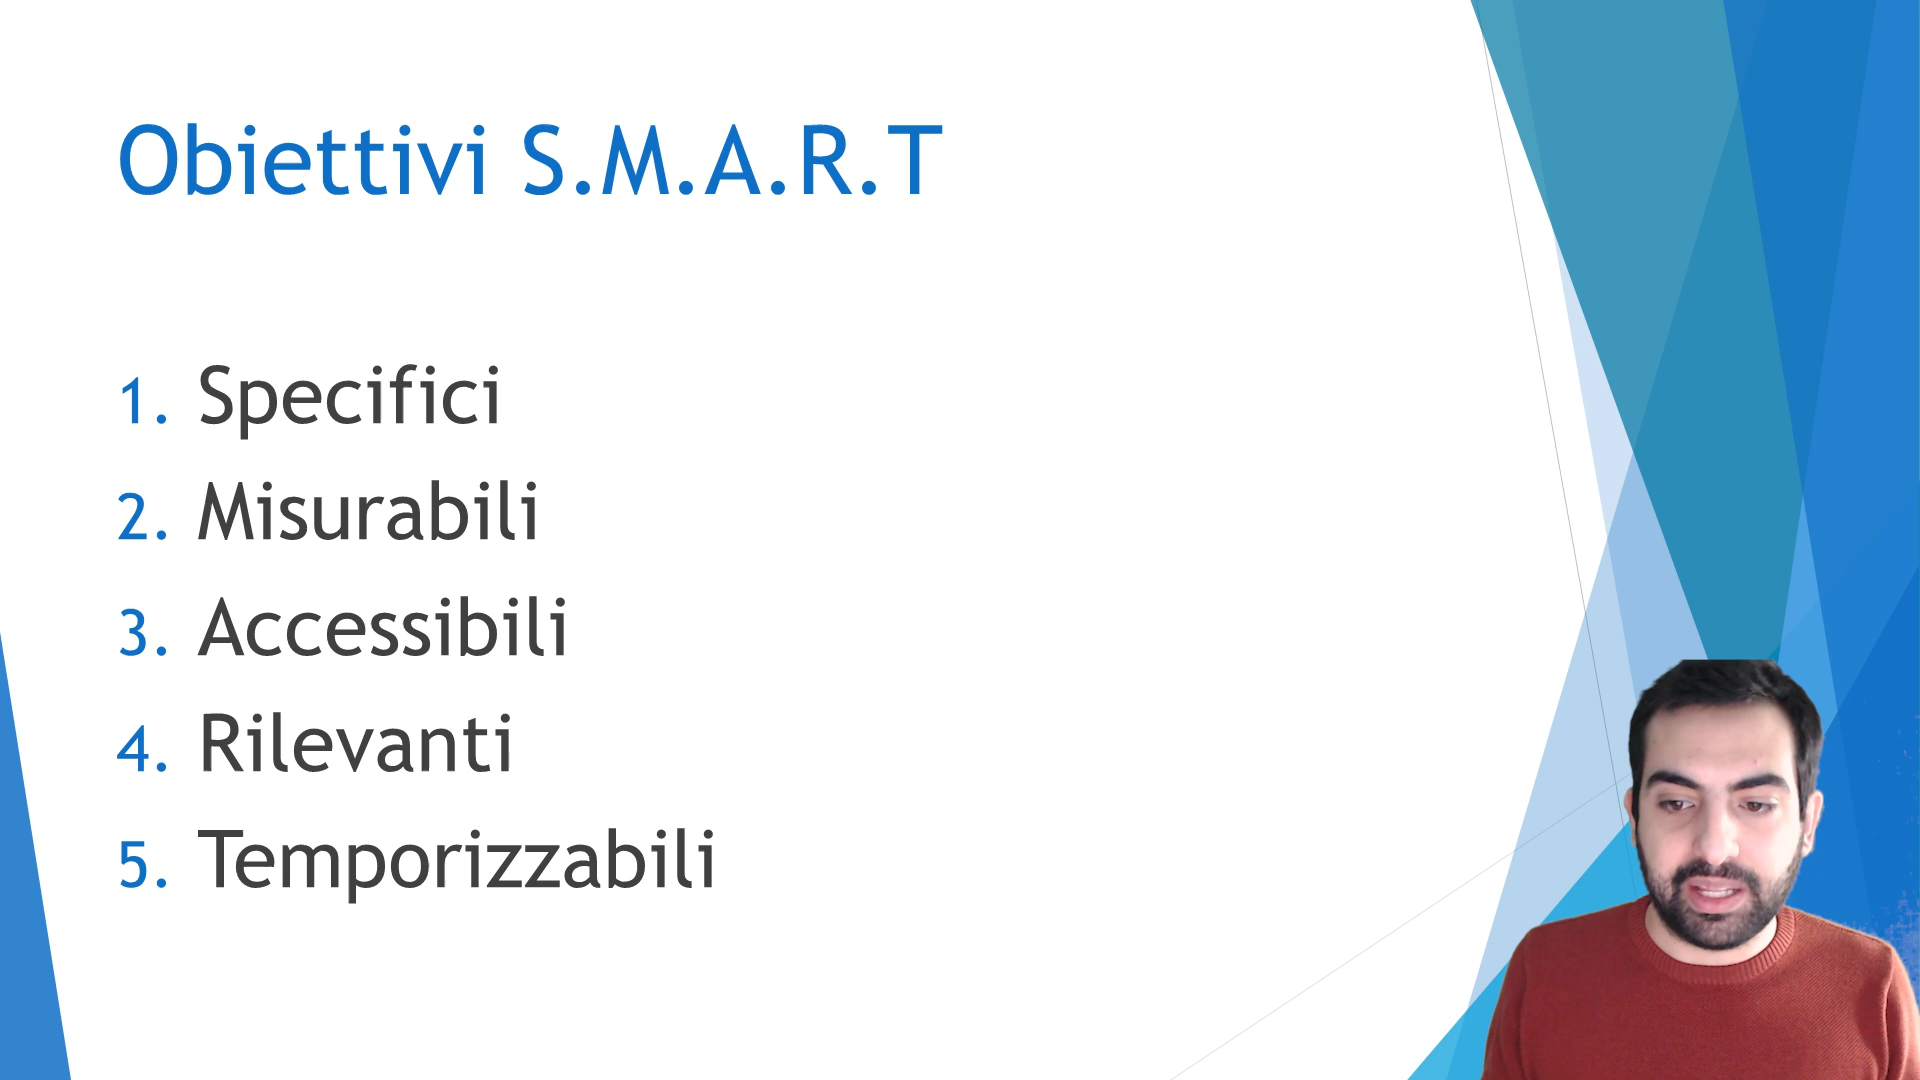 Obiettivi S.M.A.R.T
1. Specifici
2. Misurabili
3. Accessibili
4. Rilevanti
5. Temporizzabili